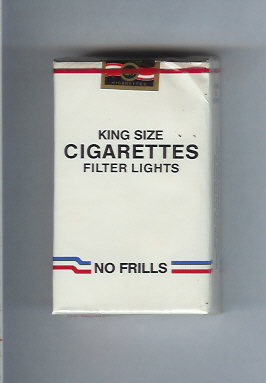 KING SIZE
CIGARETTES
FILTER LIGHTS
NO FRILLS